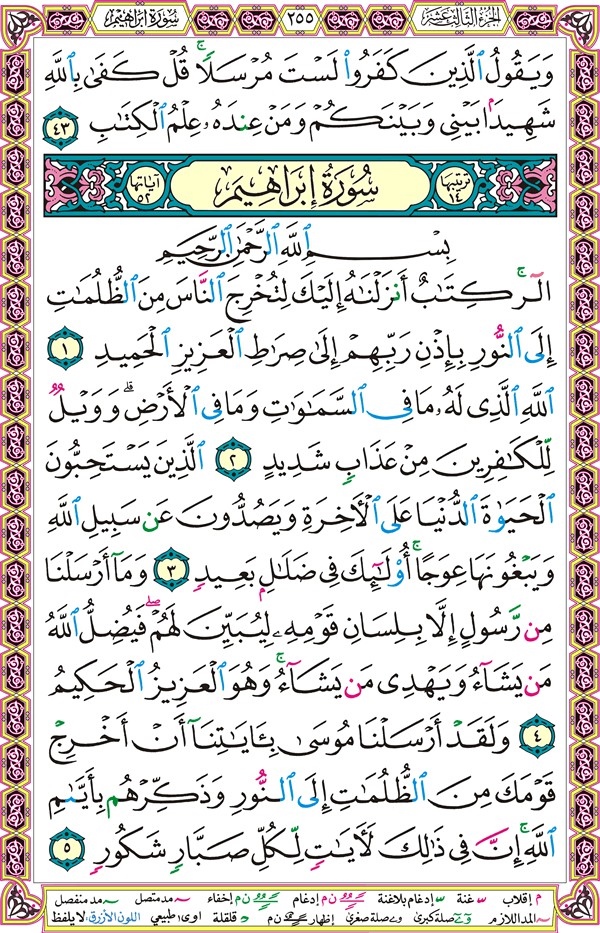 الجزء الثالث عشر
٢٥٥
سورة إبراهيم
وَيَقُولُ ٱلَّذِينَ كَفَرُوا۟ لَسْتَ مُرْسَلًا ۚ قُلْ كَفَىٰ بِٱللَّهِ
شَهِيدًۢا بَيْنِى وَبَيْنَكُمْ وَمَنْ عِندَهُۥ عِلْمُ ٱلْكِتَٰبِ ٤٣
ترتيبها ١٤
سُورَةُ إِبْرَاهِيمَ
آياتها ٥٢
بِسْمِ ٱللَّهِ ٱلرَّحْمَٰنِ ٱلرَّحِيمِ
الٓر ۚ كِتَٰبٌ أَنزَلْنَٰهُ إِلَيْكَ لِتُخْرِجَ ٱلنَّاسَ مِنَ ٱلظُّلُمَٰتِ
إِلَى ٱلنُّورِ بِإِذْنِ رَبِّهِمْ إِلَىٰ صِرَٰطِ ٱلْعَزِيزِ ٱلْحَمِيدِ ١
ٱللَّهِ ٱلَّذِى لَهُۥ مَا فِى ٱلسَّمَٰوَٰتِ وَمَا فِى ٱلْأَرْضِ ۗ وَوَيْلٌ
لِّلْكَٰفِرِينَ مِنْ عَذَابٍ شَدِيدٍ ٢ ٱلَّذِينَ يَسْتَحِبُّونَ
ٱلْحَيَوٰةَ ٱلدُّنْيَا عَلَى ٱلْءَاخِرَةِ وَيَصُدُّونَ عَن سَبِيلِ ٱللَّهِ
وَيَبْغُونَهَا عِوَجًا ۚ أُو۟لَٰٓئِكَ فِى ضَلَٰلٍۭ بَعِيدٍ ٣ وَمَآ أَرْسَلْنَا
مِن رَّسُولٍ إِلَّا بِلِسَانِ قَوْمِهِۦ لِيُبَيِّنَ لَهُمْ ۖ فَيُضِلُّ ٱللَّهُ
مَن يَشَآءُ وَيَهْدِى مَن يَشَآءُ ۚ وَهُوَ ٱلْعَزِيزُ ٱلْحَكِيمُ
٤ وَلَقَدْ أَرْسَلْنَا مُوسَىٰ بِـَٔايَٰتِنَآ أَنْ أَخْرِجْ
قَوْمَكَ مِنَ ٱلظُّلُمَٰتِ إِلَى ٱلنُّورِ وَذَكِّرْهُم بِأَيَّىٰمِ
ٱللَّهِ ۚ إِنَّ فِى ذَٰلِكَ لَءَايَٰتٍ لِّكُلِّ صَبَّارٍ شَكُورٍ ٥
م إقلاب غنة إدغام بلاغنة ن م إدغام ن م إخفاء مد متصل مد منفصل
المد اللازم صلة كبرى صلة صغرى إظهار ن م قلقلة اوى طبيعي اللون الأزرق لا يلفظ